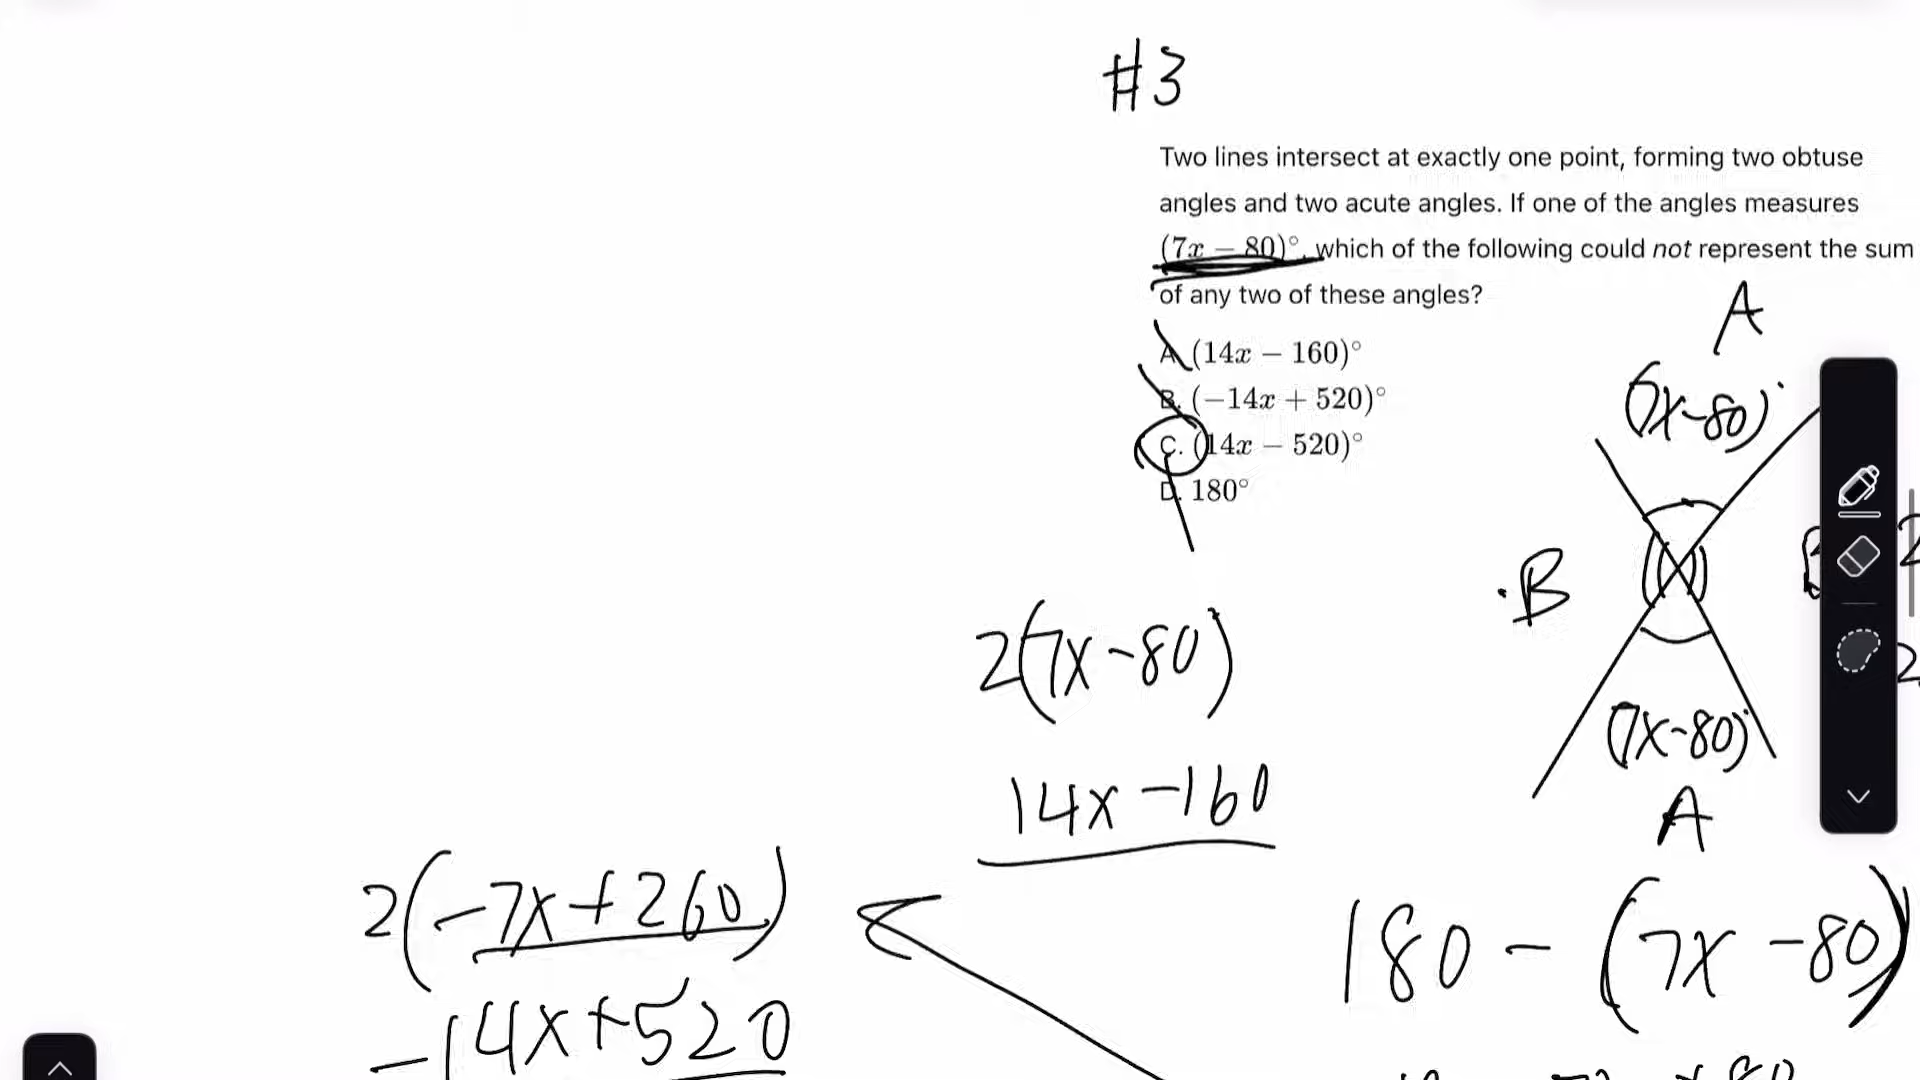 #3
Two lines intersect at exactly one point, forming two obtuse
angles and two acute angles. If one of the angles measures
(7x − 80)°, which of the following could not represent the sum
of any two of these angles?
A. (14x − 160)°
B. (−14x + 520)°
C. (14x − 520)°
D. 180°
A
(7x-80)°
B
2(7x-80)
14x-160
(7x-80)°
A
2(-7x+260)
-14x+520
180 - (7x-80)